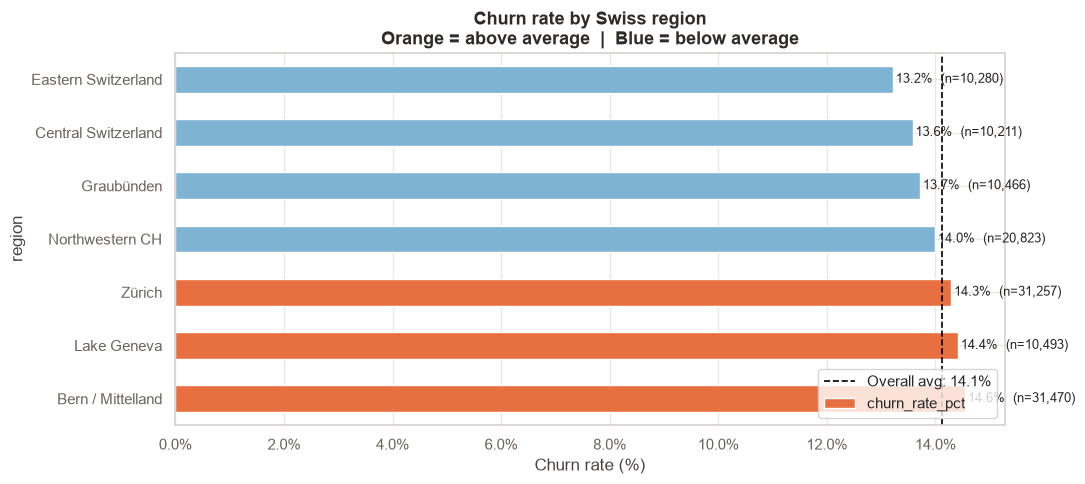 Churn rate by Swiss region
Orange = above average | Blue = below average
Eastern Switzerland 13.2% (n=10,280)
Central Switzerland 13.6% (n=10,211)
Graubünden 13.7% (n=10,466)
Northwestern CH 14.0% (n=20,823)
Zürich 14.3% (n=31,257)
Lake Geneva 14.4% (n=10,493)
Bern / Mittelland 14.6% (n=31,470)
Overall avg: 14.1%
churn_rate_pct
region
0.0% 2.0% 4.0% 6.0% 8.0% 10.0% 12.0% 14.0%
Churn rate (%)